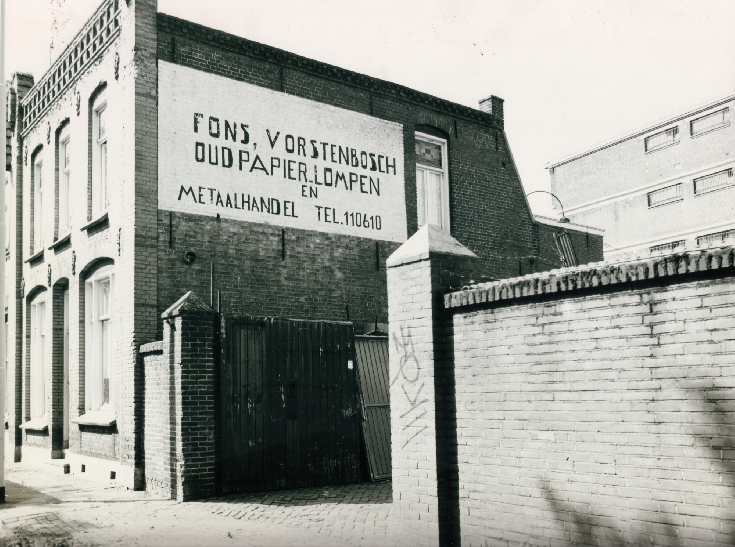 FONS, VORSTENBOSCH
OUD PAPIER. LOMPEN
EN
METAALHANDEL TEL. 110610